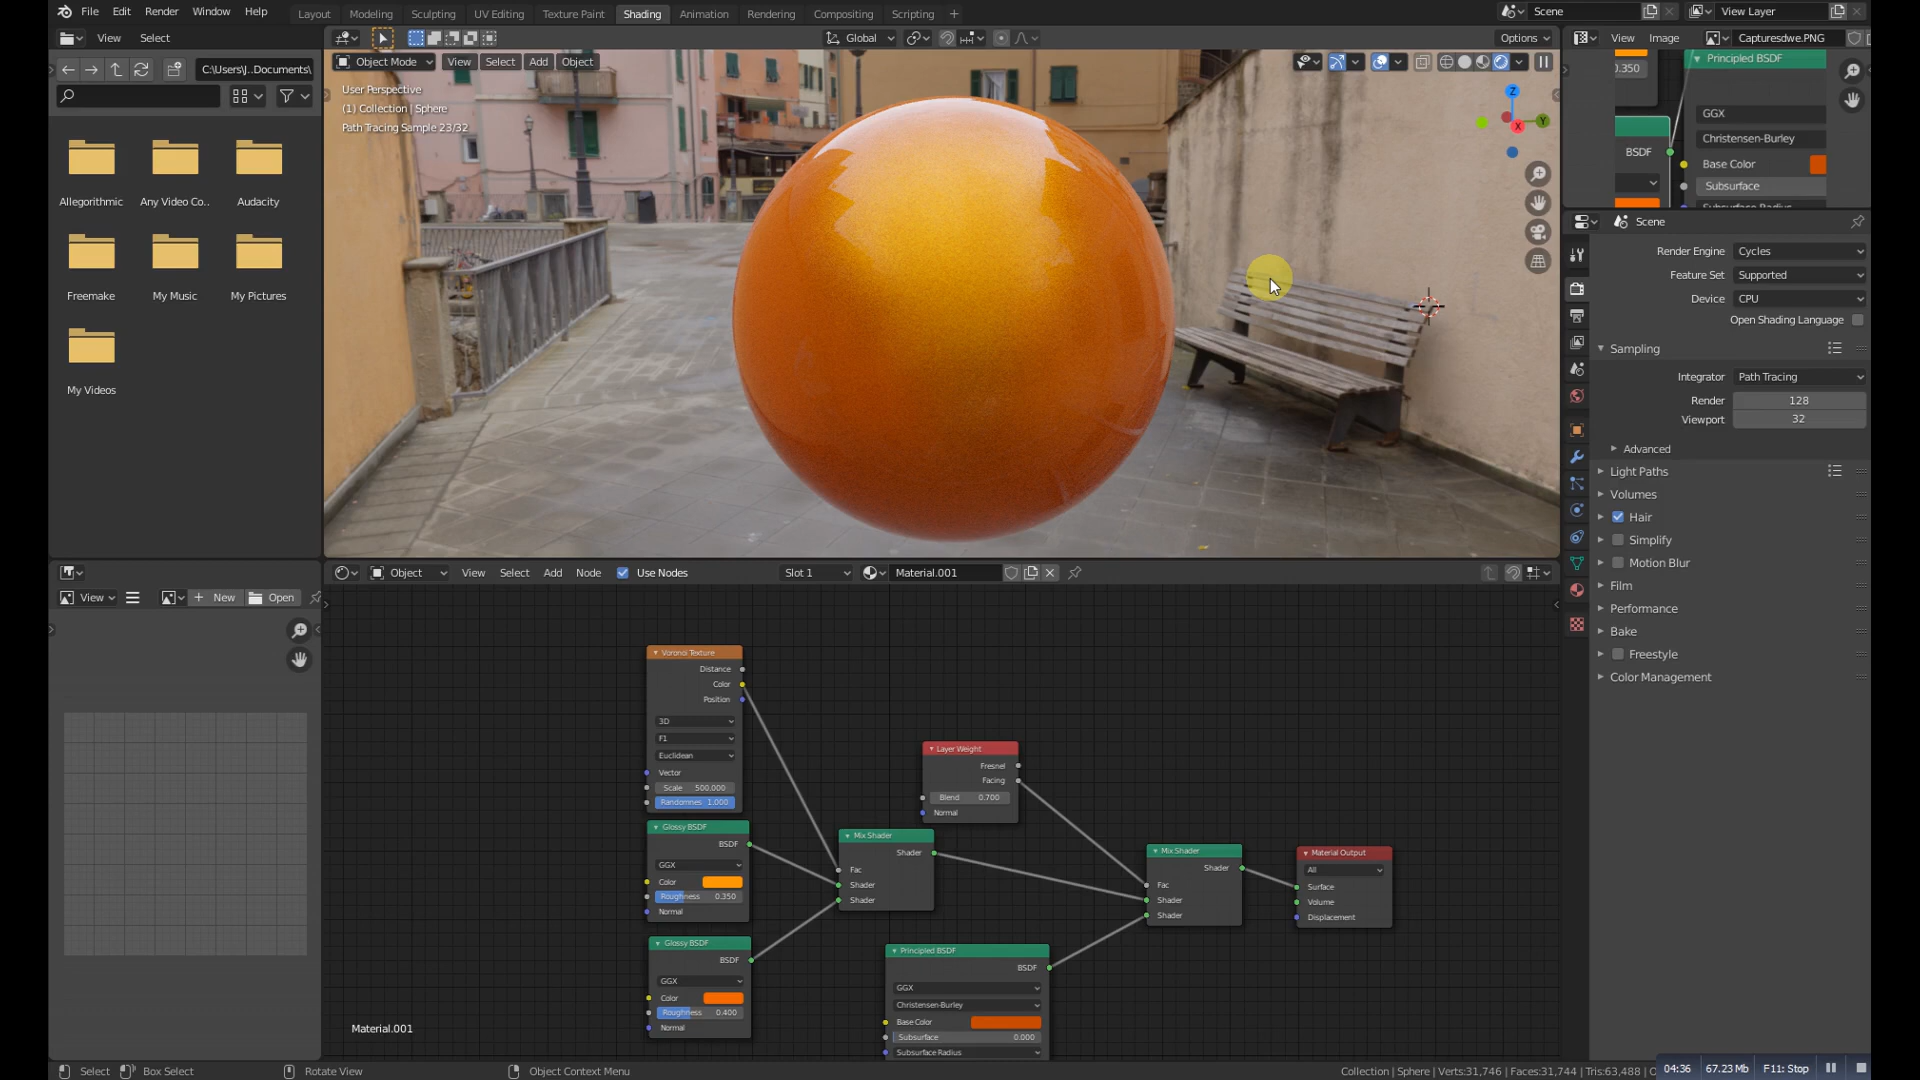 File Edit Render Window Help
Layout Modeling Sculpting UV Editing Texture Paint Shading Animation Rendering Compositing Scripting +
Scene
View Layer
View Select
Global
Options
View Image Capturesdwe.PNG
C:\Users\J..Documents\
Object Mode View Select Add Object
User Perspective
(1) Collection | Sphere
Path Tracing Sample 23/32
Z
Y
X
Allegorithmic Any Video Co.. Audacity
Freemake My Music My Pictures
My Videos
0.350
Principled BSDF
GGX
Christensen-Burley
BSDF
Base Color
Subsurface
Scene
Render Engine Cycles
Feature Set Supported
Device CPU
Open Shading Language
Sampling
Integrator Path Tracing
Render 128
Viewport 32
Advanced
Light Paths
Volumes
Hair
Simplify
Motion Blur
Film
Performance
Bake
Freestyle
Color Management
View New Open
Object View Select Add Node Use Nodes Slot 1 Material.001
Voronoi Texture
Distance
Color
Position
3D
F1
Euclidean
Vector
Scale 500.000
Randomnes 1.000
Glossy BSDF
BSDF
GGX
Color
Roughness 0.350
Normal
Glossy BSDF
BSDF
GGX
Color
Roughness 0.400
Normal
Mix Shader
Shader
Fac
Shader
Shader
Layer Weight
Fresnel
Facing
Blend 0.700
Normal
Principled BSDF
BSDF
GGX
Christensen-Burley
Base Color
Subsurface 0.000
Subsurface Radius
Mix Shader
Shader
Fac
Shader
Shader
Material Output
All
Surface
Volume
Displacement
Material.001
Select Box Select Rotate View Object Context Menu
Collection | Sphere | Verts:31,746 | Faces:31,744 | Tris:63,488 |
04:36 67.23 Mb F11: Stop